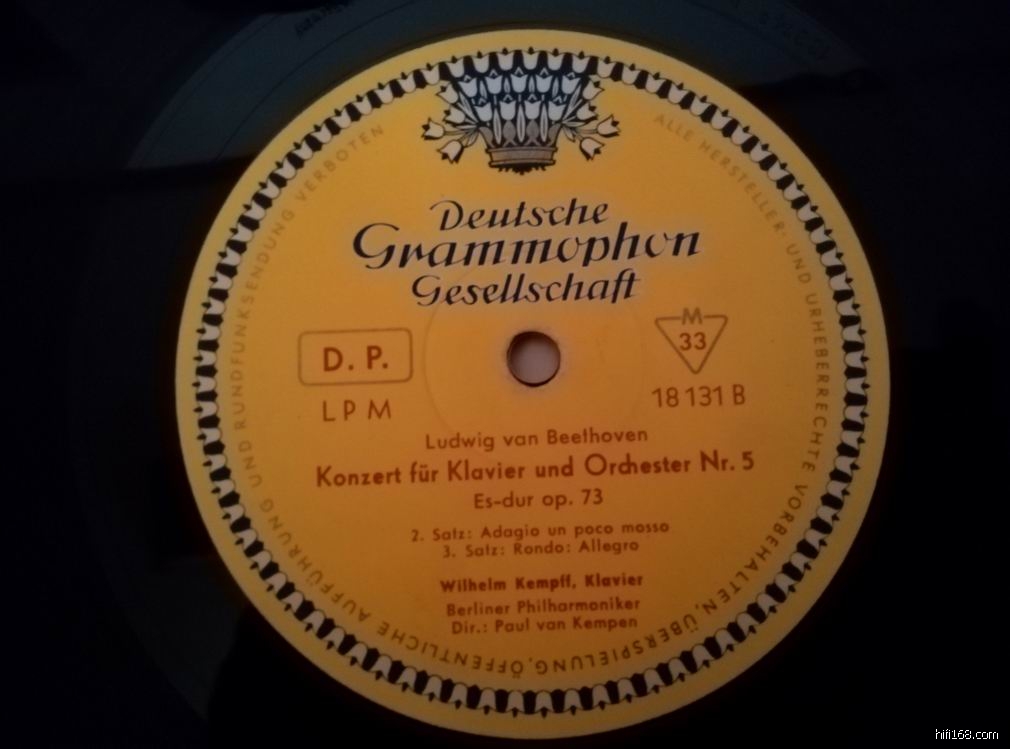 Deutsche
Grammophon
Gesellschaft
D. P.
LPM
M
33
18 131 B
Ludwig van Beethoven
Konzert für Klavier und Orchester Nr. 5
Es-dur op. 73
2. Satz: Adagio un poco mosso
3. Satz: Rondo: Allegro
Wilhelm Kempff, Klavier
Berliner Philharmoniker
Dir.: Paul van Kempen
ALLE HERSTELLER- UND URHEBERRECHTE VORBEHALTEN, ÜBERSPIELUNG, ÖFFENTLICHE AUFFÜHRUNG UND RUNDFUNKSENDUNG VERBOTEN
hifi168.com